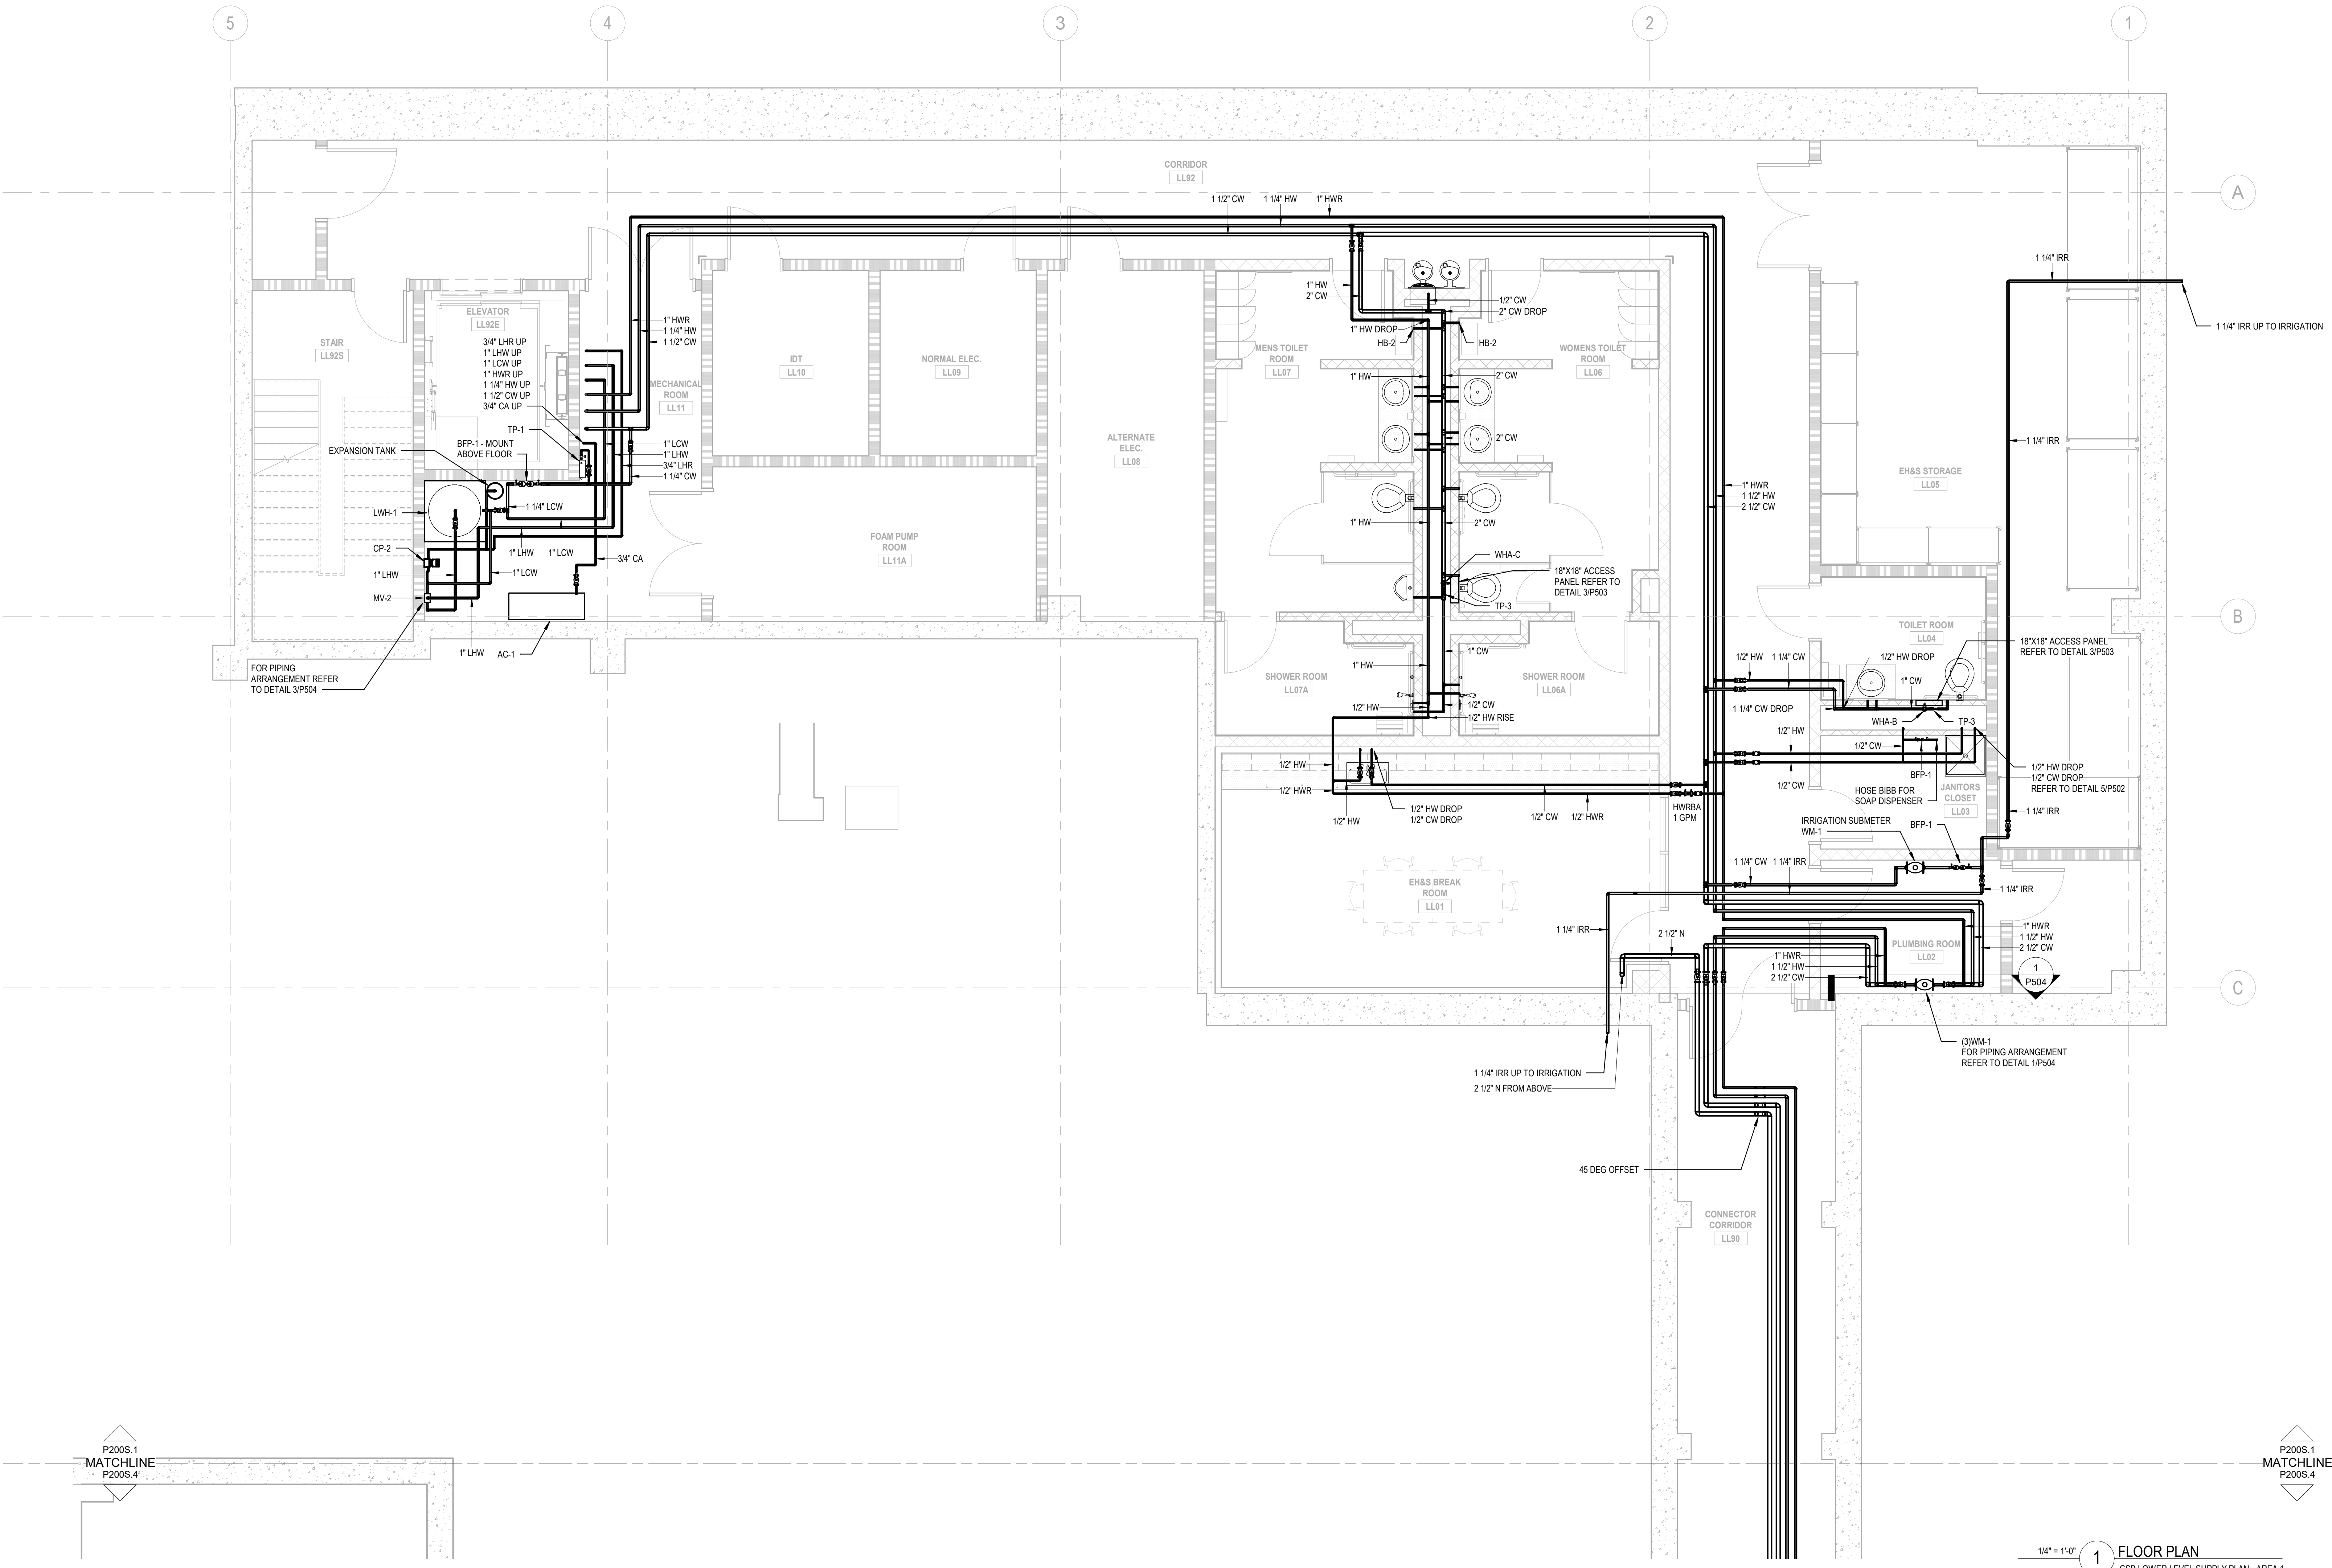 5
4
3
2
1
A
B
C
CORRIDOR
LL92
1 1/2" CW
1 1/4" HW
1" HWR
1 1/4" IRR
1 1/4" IRR UP TO IRRIGATION
1" HW
2" CW
1/2" CW
2" CW DROP
1" HW DROP
HB-2
HB-2
STAIR
LL92S
ELEVATOR
LL92E
3/4" LHR UP
1" LHW UP
1" LCW UP
1" HWR UP
1 1/4" HW UP
1 1/2" CW UP
3/4" CA UP
TP-1
BFP-1 - MOUNT
ABOVE FLOOR
EXPANSION TANK
1" HWR
1 1/4" HW
1 1/2" CW
MECHANICAL
ROOM
LL11
IDT
LL10
NORMAL ELEC.
LL09
ALTERNATE
ELEC.
LL08
MENS TOILET
ROOM
LL07
WOMENS TOILET
ROOM
LL06
1" HW
2" CW
2" CW
1" LCW
1" LHW
3/4" LHR
1 1/4" CW
1 1/4" IRR
EH&S STORAGE
LL05
1" HWR
1 1/2" HW
2 1/2" CW
LWH-1
1 1/4" LCW
CP-2
1" LHW
1" LCW
3/4" CA
1" LHW
1" LCW
MV-2
FOAM PUMP
ROOM
LL11A
1" HW
2" CW
WHA-C
18"X18" ACCESS
PANEL REFER TO
DETAIL 3/P503
TP-3
1" LHW
AC-1
FOR PIPING
ARRANGEMENT REFER
TO DETAIL 3/P504
1" HW
1" CW
SHOWER ROOM
LL07A
SHOWER ROOM
LL06A
1/2" HW
1/2" CW
1/2" HW RISE
TOILET ROOM
LL04
18"X18" ACCESS PANEL
REFER TO DETAIL 3/P503
1/2" HW
1 1/4" CW
1/2" HW DROP
1" CW
1 1/4" CW DROP
WHA-B
TP-3
1/2" HW
1/2" CW
BFP-1
1/2" CW
1/2" HW DROP
1/2" CW DROP
REFER TO DETAIL 5/P502
HOSE BIBB FOR
SOAP DISPENSER
JANITORS
CLOSET
LL03
1/2" HW
1/2" HWR
1/2" HW
1/2" HW DROP
1/2" CW DROP
1/2" CW
1/2" HWR
HWRBA
1 GPM
1 1/4" IRR
IRRIGATION SUBMETER
WM-1
BFP-1
1 1/4" CW
1 1/4" IRR
1 1/4" IRR
EH&S BREAK
ROOM
LL01
1 1/4" IRR
2 1/2" N
1" HWR
1 1/2" HW
2 1/2" CW
PLUMBING ROOM
LL02
1" HWR
1 1/2" HW
2 1/2" CW
1
P504
(3)WM-1
FOR PIPING ARRANGEMENT
REFER TO DETAIL 1/P504
1 1/4" IRR UP TO IRRIGATION
2 1/2" N FROM ABOVE
45 DEG OFFSET
CONNECTOR
CORRIDOR
LL90
P200S.1
MATCHLINE
P200S.4
P200S.1
MATCHLINE
P200S.4
1/4" = 1'-0"
1
FLOOR PLAN